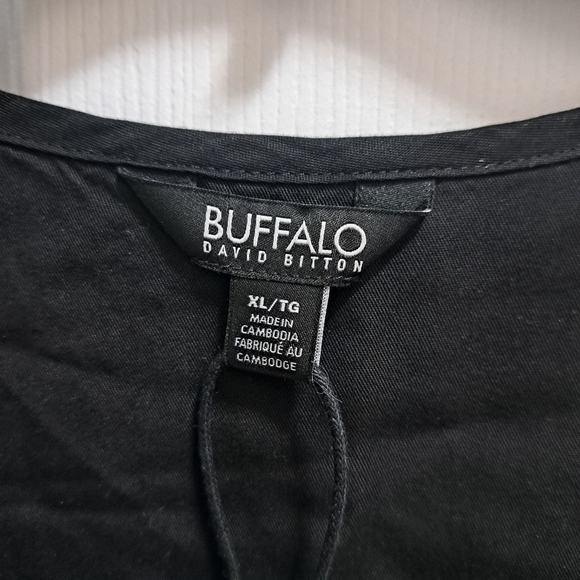 BUFFALO
DAVID BITTON
XL/TG
MADE IN
CAMBODIA
FABRIQUÉ AU
CAMBODGE